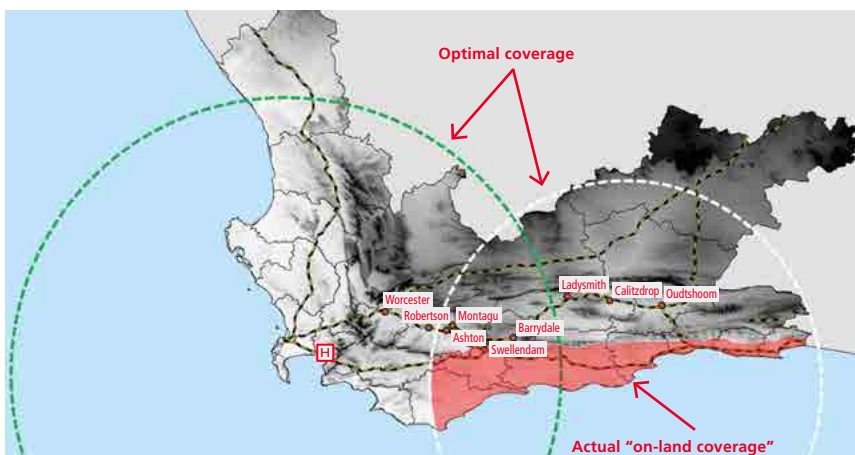 Optimal coverage
Ladysmith
Calitzdrop
Oudtshoom
Worcester
Robertson
Montagu
Ashton
Barrydale
Swellendam
H
Actual "on-land coverage"